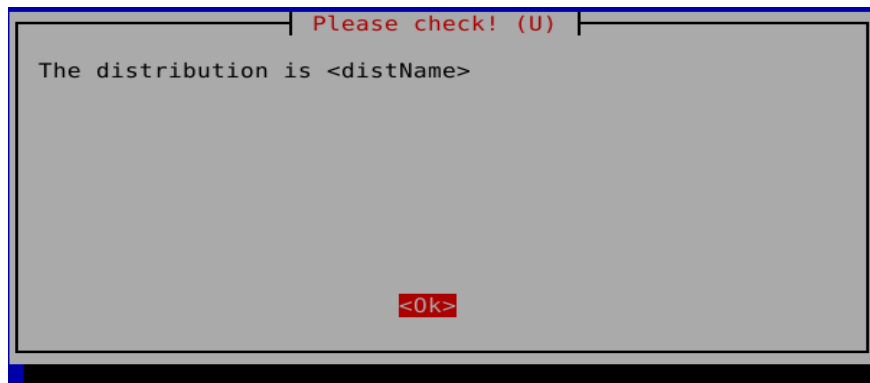 Please check! (U)
The distribution is <distName>
<Ok>